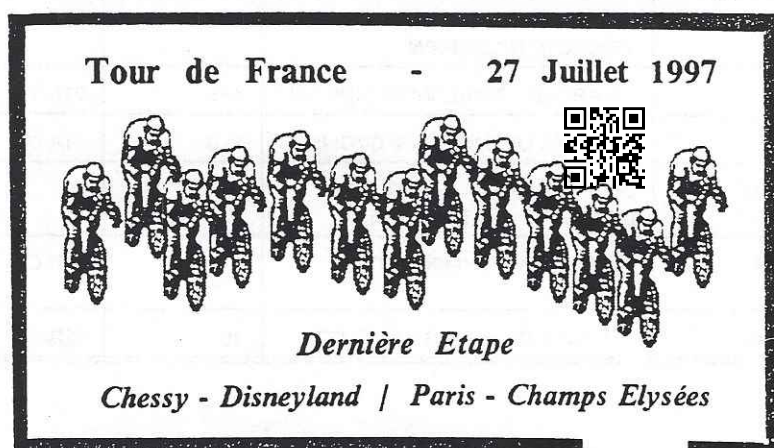 Tour de France - 27 Juillet 1997
Dernière Etape
Chessy - Disneyland / Paris - Champs Elysées